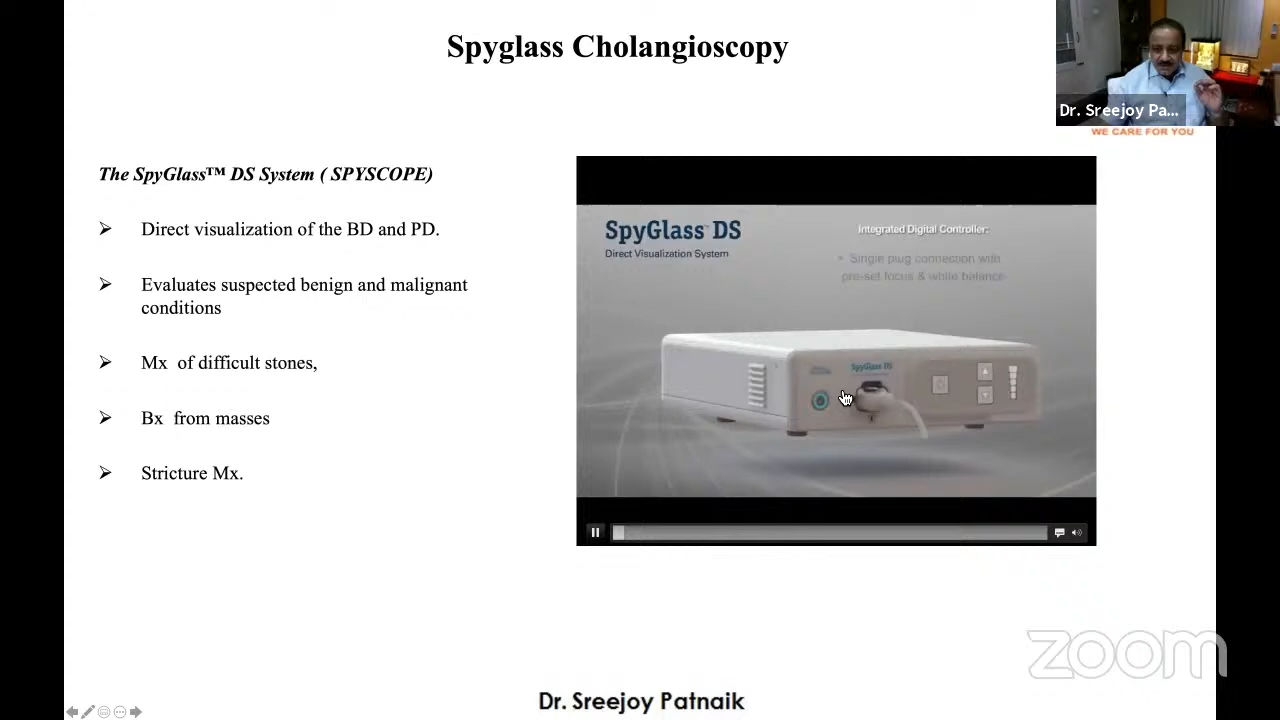 Spyglass Cholangioscopy
Dr. Sreejoy Pa...
WE CARE FOR YOU
The SpyGlass™ DS System ( SPYSCOPE)
Direct visualization of the BD and PD.
Evaluates suspected benign and malignant
conditions
Mx of difficult stones,
Bx from masses
Stricture Mx.
SpyGlass™ DS
Direct Visualization System
Integrated Digital Controller:
• Single plug connection with
pre-set focus & white balance
SpyGlass DS
zoom
Dr. Sreejoy Patnaik